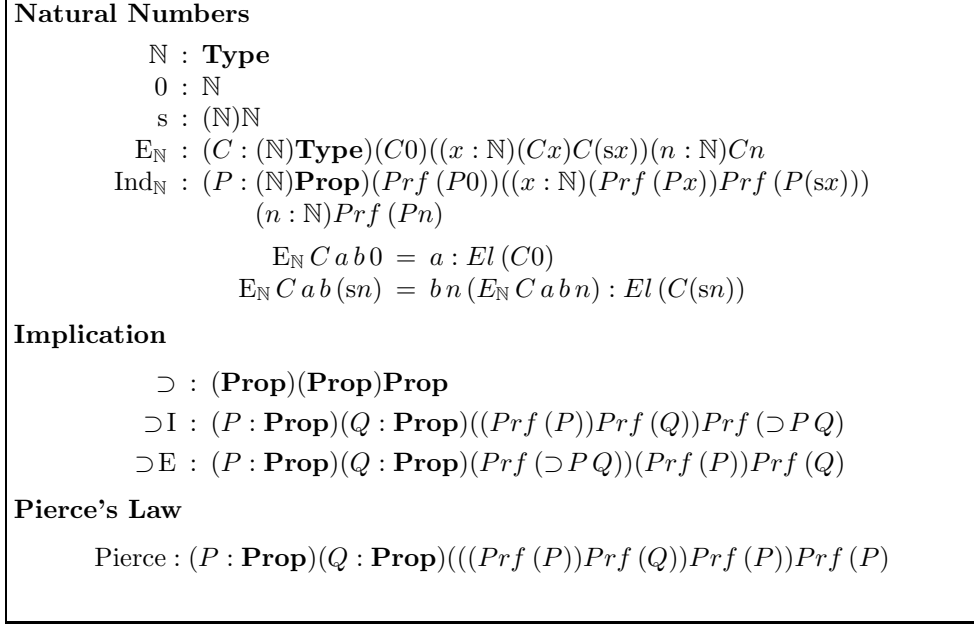 Natural Numbers
ℕ : Type
0 : ℕ
s : (ℕ)ℕ
E_ℕ : (C : (ℕ)Type)(C0)((x : ℕ)(Cx)C(sx))(n : ℕ)Cn
Ind_ℕ : (P : (ℕ)Prop)(Prf (P0))((x : ℕ)(Prf (Px))Prf (P(sx)))
(n : ℕ)Prf (Pn)
E_ℕ C a b 0 = a : El (C0)
E_ℕ C a b (sn) = b n (E_ℕ C a b n) : El (C(sn))
Implication
⊃ : (Prop)(Prop)Prop
⊃I : (P : Prop)(Q : Prop)((Prf (P))Prf (Q))Prf (⊃ P Q)
⊃E : (P : Prop)(Q : Prop)(Prf (⊃ P Q))(Prf (P))Prf (Q)
Pierce's Law
Pierce : (P : Prop)(Q : Prop)(((Prf (P))Prf (Q))Prf (P))Prf (P)